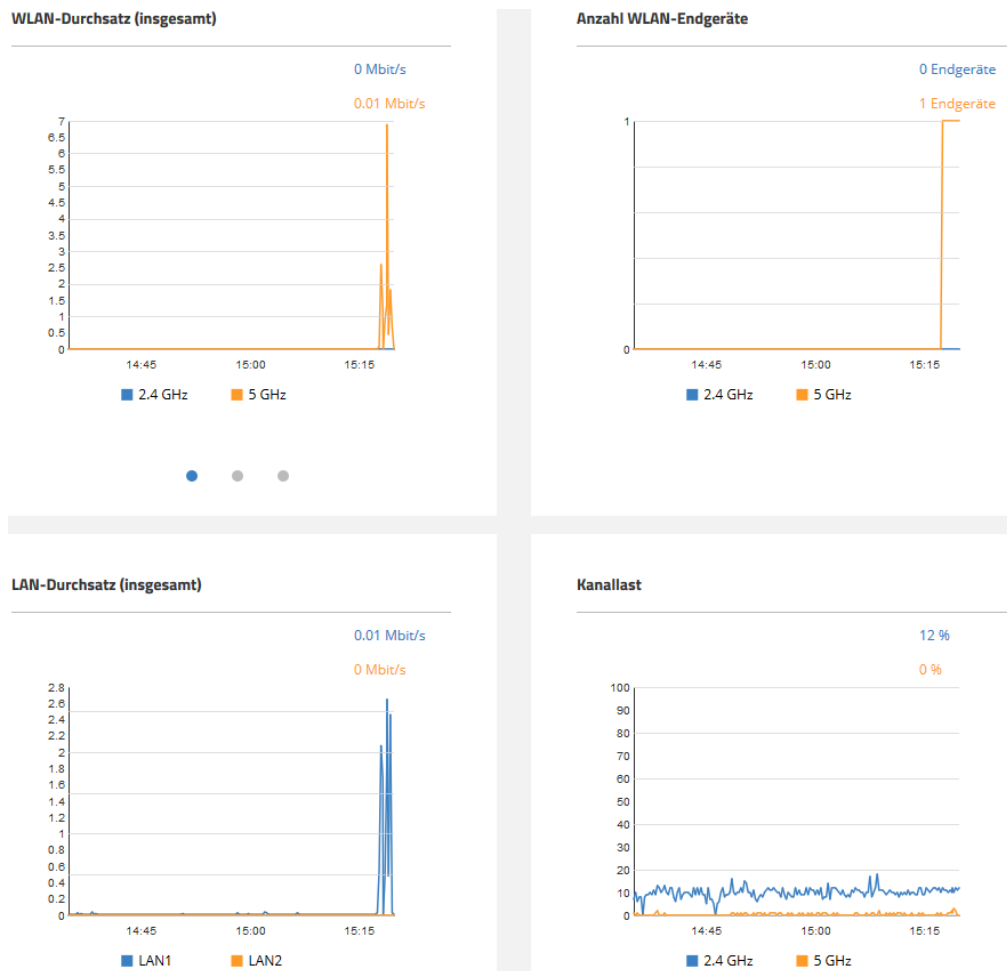 WLAN-Durchsatz (insgesamt)
0 Mbit/s
0.01 Mbit/s
7
6.5
6
5.5
5
4.5
4
3.5
3
2.5
2
1.5
1
0.5
0
14:45 15:00 15:15
2.4 GHz 5 GHz
Anzahl WLAN-Endgeräte
0 Endgeräte
1 Endgeräte
1
0
14:45 15:00 15:15
2.4 GHz 5 GHz
LAN-Durchsatz (insgesamt)
0.01 Mbit/s
0 Mbit/s
2.8
2.6
2.4
2.2
2
1.8
1.6
1.4
1.2
1
0.8
0.6
0.4
0.2
0
14:45 15:00 15:15
LAN1 LAN2
Kanallast
12 %
0 %
100
90
80
70
60
50
40
30
20
10
0
14:45 15:00 15:15
2.4 GHz 5 GHz